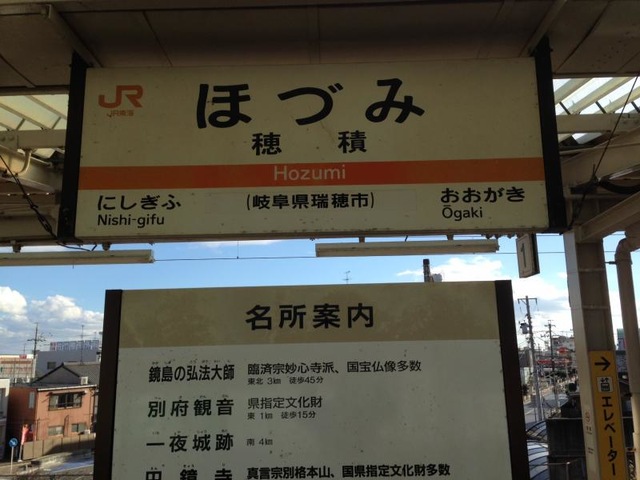 JR
JR東海
ほづみ
穂積
Hozumi
にしぎふ
Nishi-gifu
(岐阜県瑞穂市)
おおがき
Ōgaki
1
名所案内
鏡島の弘法大師 臨済宗妙心寺派、国宝仏像多数
東北 3km 徒歩45分
別府観音 県指定文化財
東 1km 徒歩15分
一夜城跡 南 4km
円鏡寺 真言宗別格本山、国県指定文化財多数
エレベーター